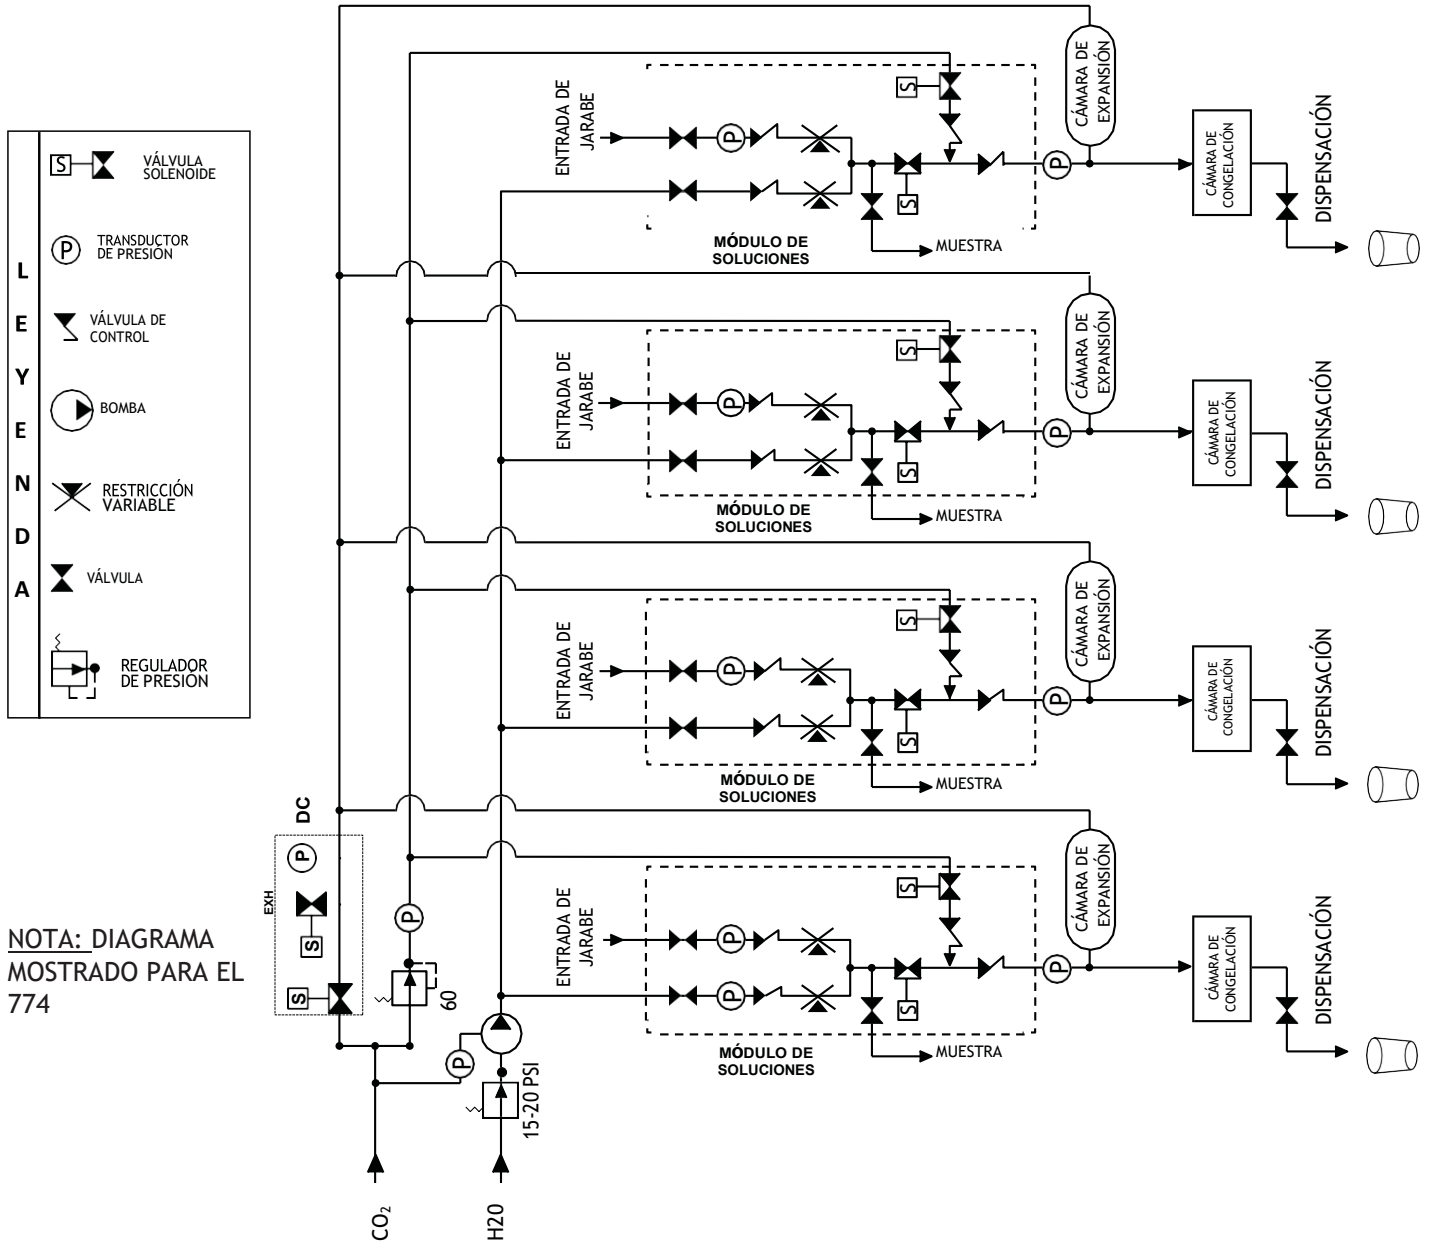 L
E
Y
E
N
D
A
S
VÁLVULA
SOLENOIDE
P
TRANSDUCTOR
DE PRESIÓN
VÁLVULA DE
CONTROL
BOMBA
RESTRICCIÓN
VARIABLE
VÁLVULA
REGULADOR
DE PRESIÓN
NOTA: DIAGRAMA
MOSTRADO PARA EL
774
ENTRADA DE
JARABE
P
S
S
P
MÓDULO DE
SOLUCIONES
MUESTRA
CÁMARA DE
EXPANSIÓN
CÁMARA DE
CONGELACIÓN
DISPENSACIÓN
ENTRADA DE
JARABE
P
S
S
P
MÓDULO DE
SOLUCIONES
MUESTRA
CÁMARA DE
EXPANSIÓN
CÁMARA DE
CONGELACIÓN
DISPENSACIÓN
ENTRADA DE
JARABE
P
S
S
P
MÓDULO DE
SOLUCIONES
MUESTRA
CÁMARA DE
EXPANSIÓN
CÁMARA DE
CONGELACIÓN
DISPENSACIÓN
ENTRADA DE
JARABE
P
P
S
S
P
MÓDULO DE
SOLUCIONES
MUESTRA
CÁMARA DE
EXPANSIÓN
CÁMARA DE
CONGELACIÓN
DISPENSACIÓN
DC
P
EXH
S
S
P
60
P
15-20 PSI
CO₂
H20